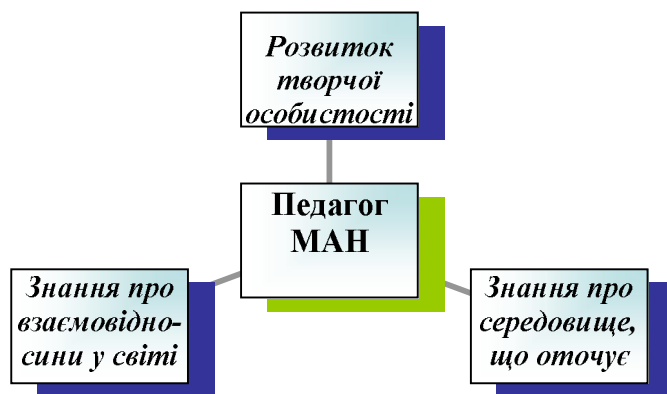 Розвиток
творчої
особистості
Педагог
МАН
Знання про
взаємовідно-
сини у світі
Знання про
середовище,
що оточує